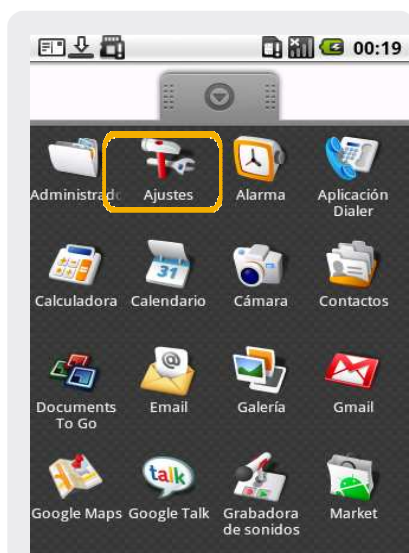 00:19
Administrado
Ajustes
Alarma
Aplicación
Dialer
31
Calculadora
Calendario
Cámara
Contactos
@
Documents
To Go
Email
Galería
Gmail
talk
Google Maps
Google Talk
Grabadora
de sonidos
Market